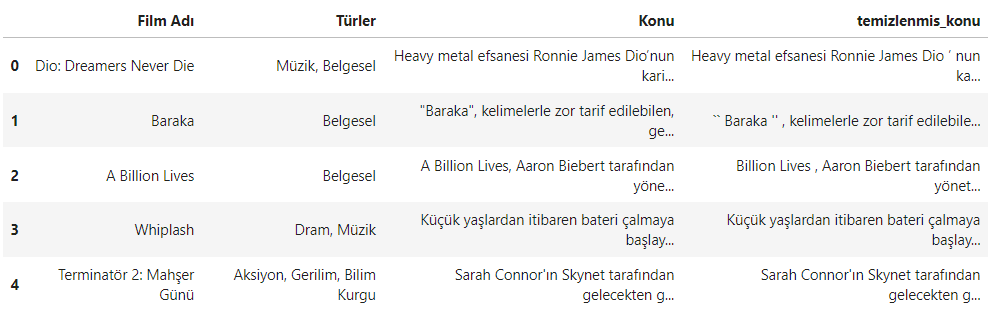 Film Adı Türler Konu temizlenmis_konu
0 Dio: Dreamers Never Die Müzik, Belgesel Heavy metal efsanesi Ronnie James Dio’nun kari... Heavy metal efsanesi Ronnie James Dio ’ nun ka...
1 Baraka Belgesel "Baraka", kelimelerle zor tarif edilebilen, ge... `` Baraka '' , kelimelerle zor tarif edilebile...
2 A Billion Lives Belgesel A Billion Lives, Aaron Biebert tarafından yöne... Billion Lives , Aaron Biebert tarafından yönet...
3 Whiplash Dram, Müzik Küçük yaşlardan itibaren bateri çalmaya başlay... Küçük yaşlardan itibaren bateri çalmaya başlay...
4 Terminatör 2: Mahşer Günü Aksiyon, Gerilim, Bilim Kurgu Sarah Connor'ın Skynet tarafından gelecekten g... Sarah Connor'ın Skynet tarafından gelecekten g...